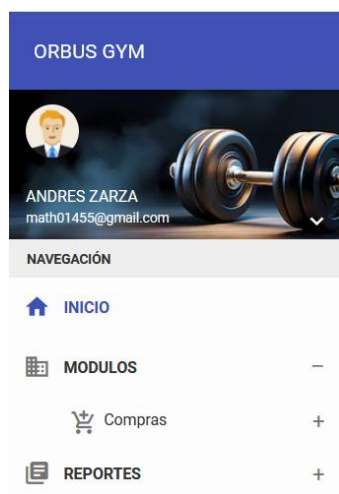 ORBUS GYM
ANDRES ZARZA
math01455@gmail.com
NAVEGACIÓN
INICIO
MODULOS
Compras
REPORTES